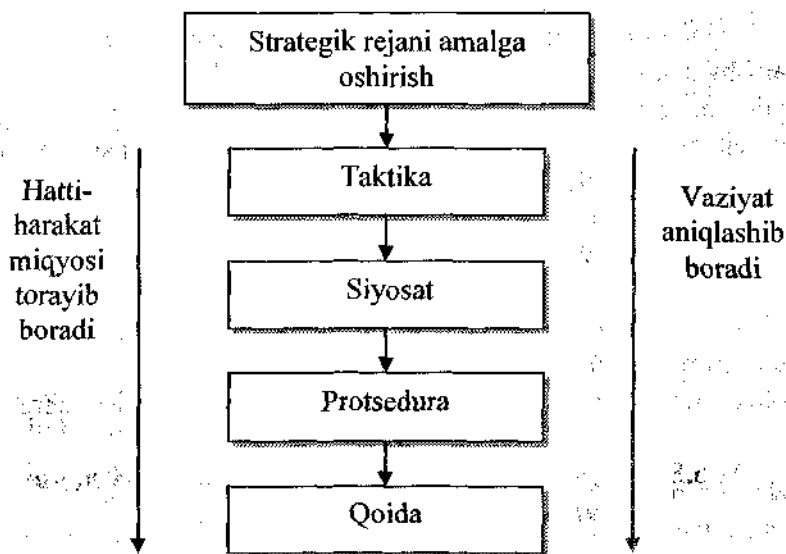 Strategik rejani amalga
oshirish
Taktika
Hatti-
harakat
miqyosi
torayib
boradi
Vaziyat
aniqlashib
boradi
Siyosat
Protsedura
Qoida